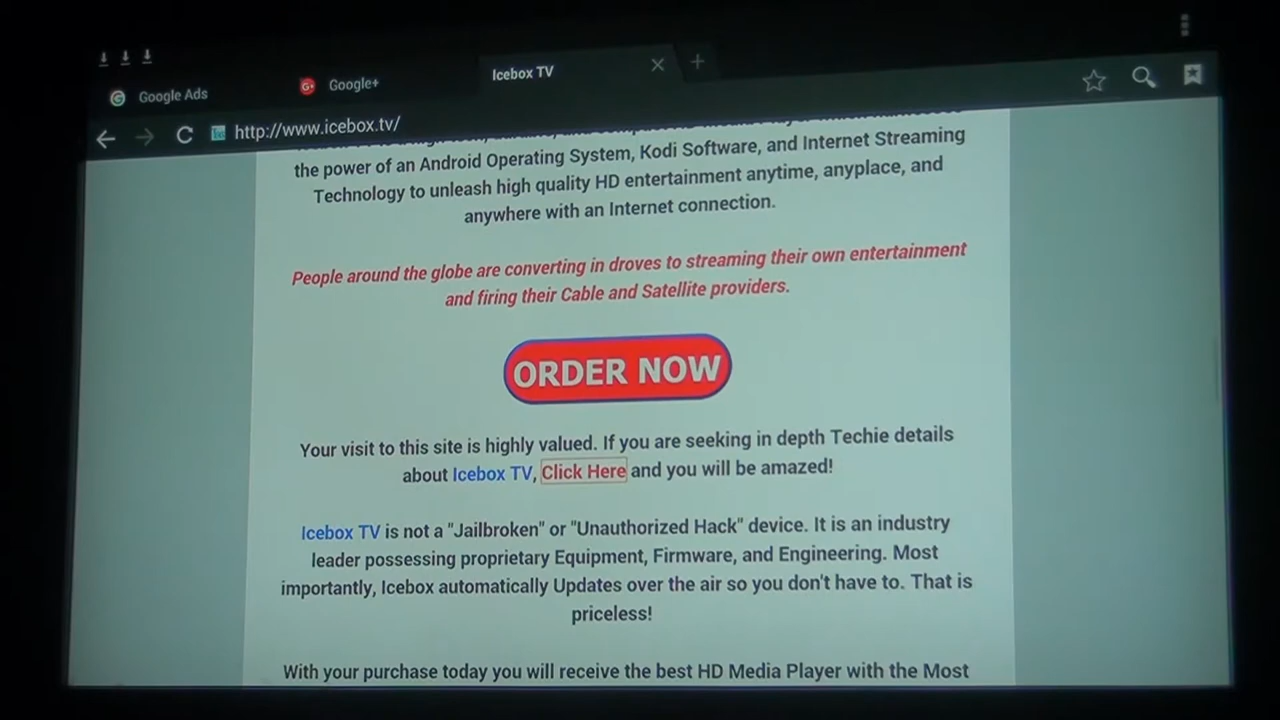 Google Ads
Google+
Icebox TV
http://www.icebox.tv/
the power of an Android Operating System, Kodi Software, and Internet Streaming
Technology to unleash high quality HD entertainment anytime, anyplace, and
anywhere with an Internet connection.
People around the globe are converting in droves to streaming their own entertainment
and firing their Cable and Satellite providers.
ORDER NOW
Your visit to this site is highly valued. If you are seeking in depth Techie details
about Icebox TV, Click Here and you will be amazed!
Icebox TV is not a "Jailbroken" or "Unauthorized Hack" device. It is an industry
leader possessing proprietary Equipment, Firmware, and Engineering. Most
importantly, Icebox automatically Updates over the air so you don't have to. That is
priceless!
With your purchase today you will receive the best HD Media Player with the Most